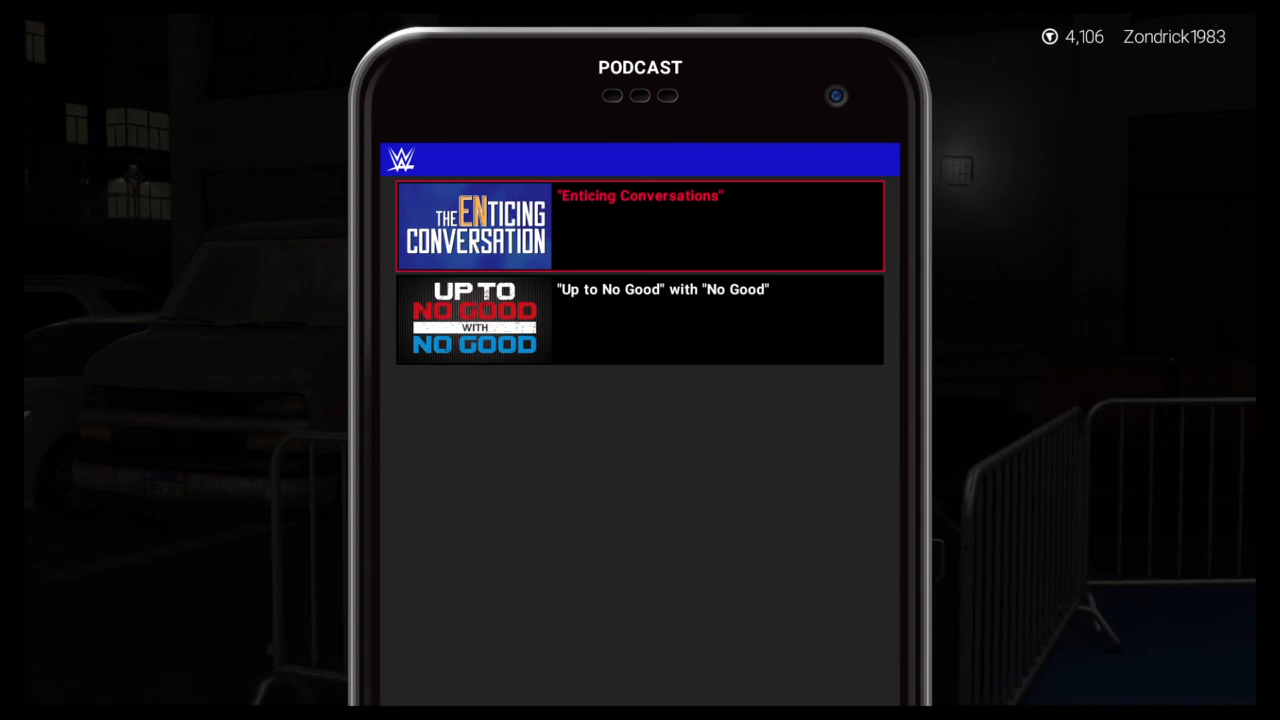 4,106 Zondrick1983
PODCAST
W
THE ENTICING
CONVERSATION
"Enticing Conversations"
UP TO
NO GOOD
WITH
NO GOOD
"Up to No Good" with "No Good"